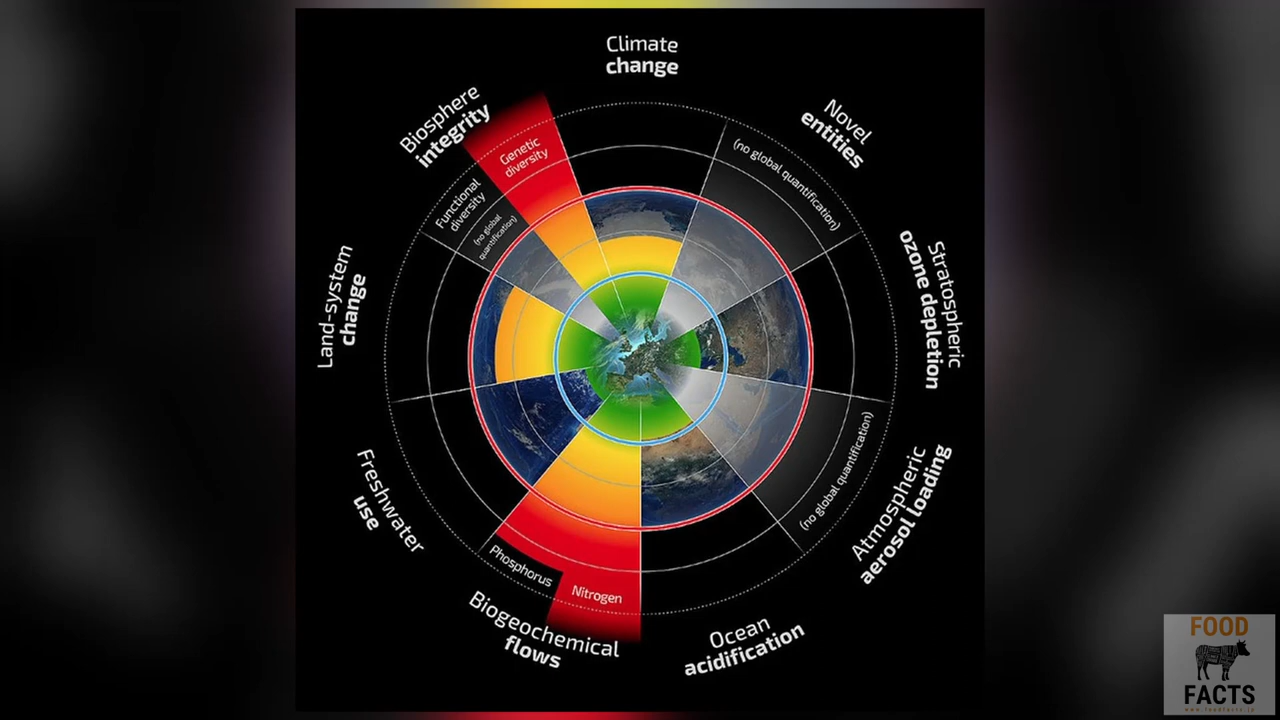 Climate
change
Novel
entities
(no global quantification)
Stratospheric
ozone depletion
Atmospheric
aerosol loading
(no global quantification)
Ocean
acidification
Biogeochemical
flows
Phosphorus
Nitrogen
Freshwater
use
Land-system
change
Biosphere
integrity
Functional
diversity
(no global
quantification)
Genetic
diversity
FOOD
FACTS